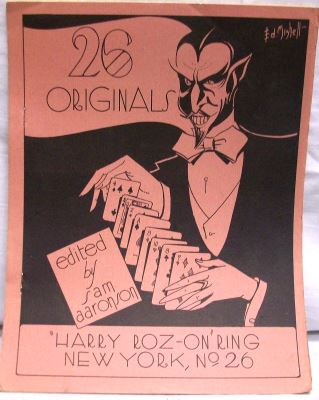 26
ORIGINALS
Ed Mishell
edited
by
sam
aaronson
'HARRY ROZ-ON' RING
NEW YORK, No 26